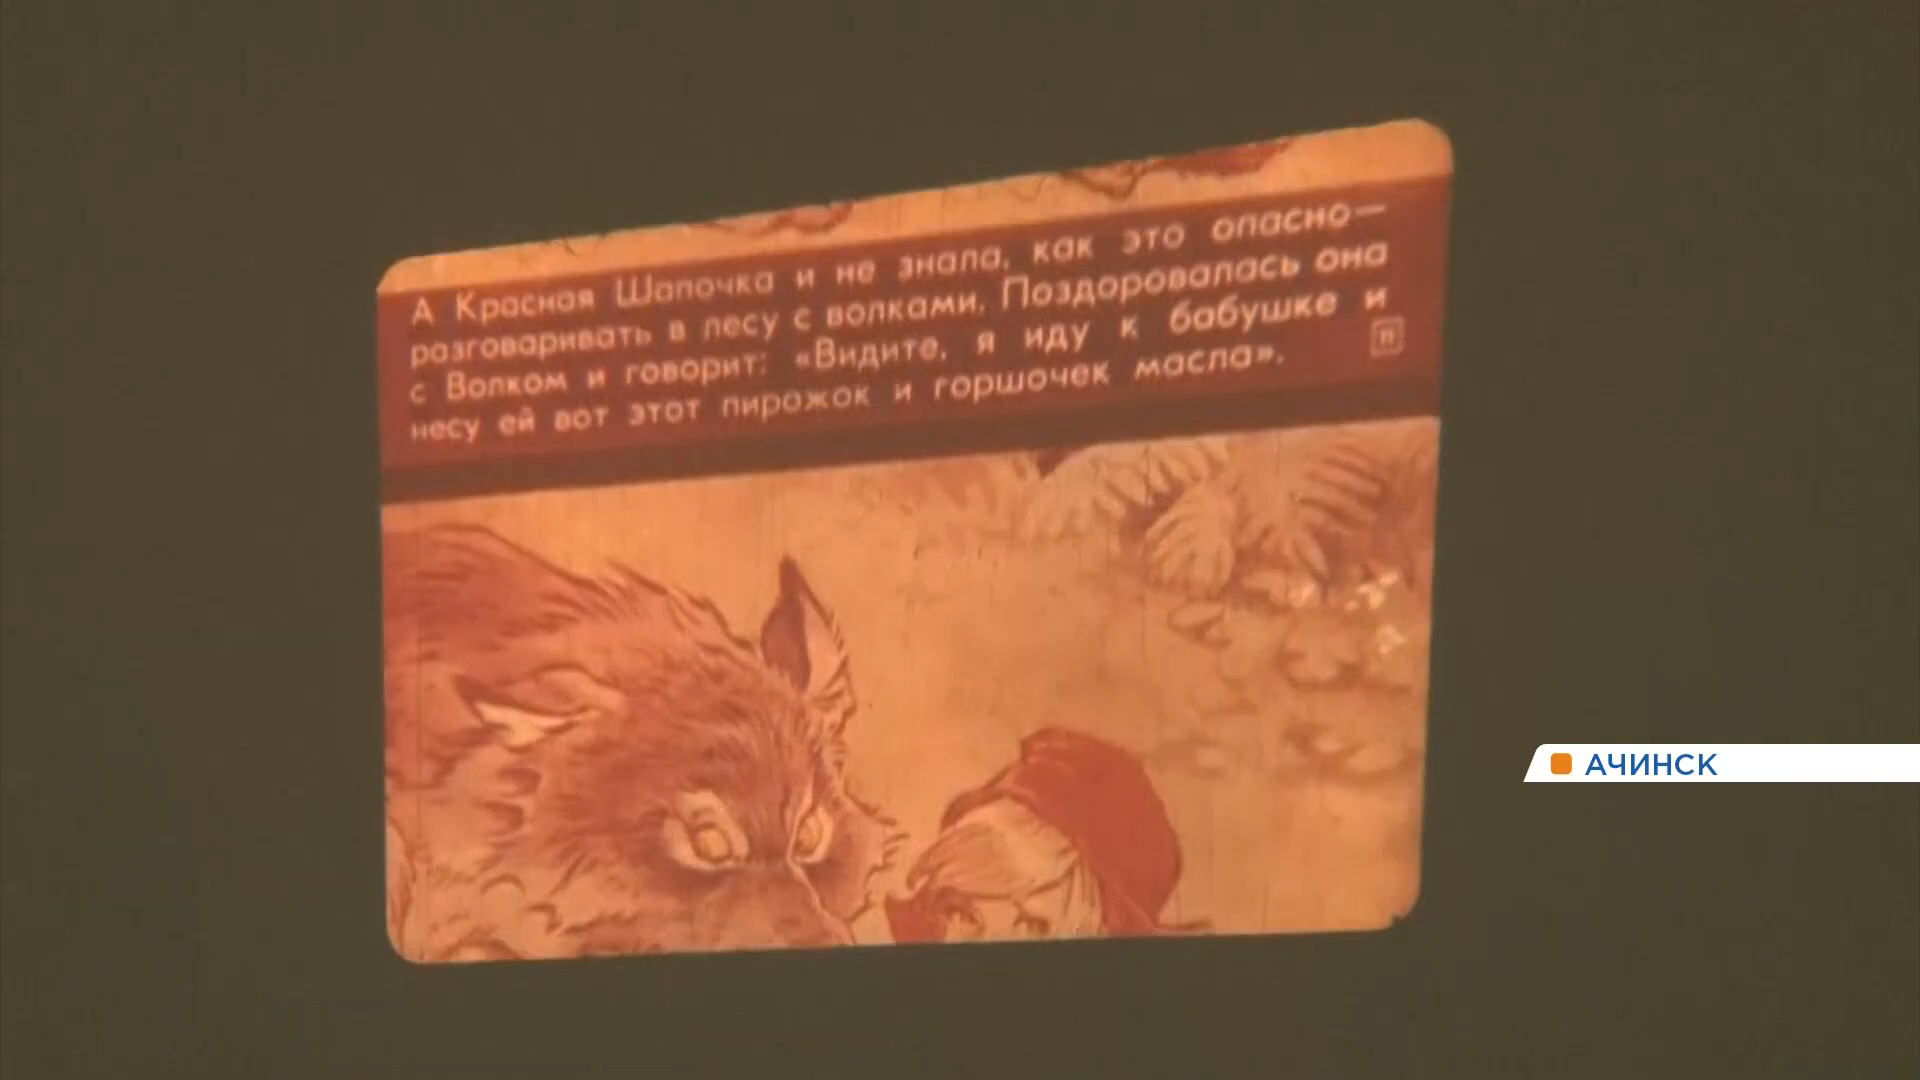 А Красная Шапочка и не знала, как это опасно—
разговаривать в лесу с волками. Поздоровалась она
с Волком и говорит: «Видите, я иду к бабушке и
несу ей вот этот пирожок и горшочек масла».
АЧИНСК